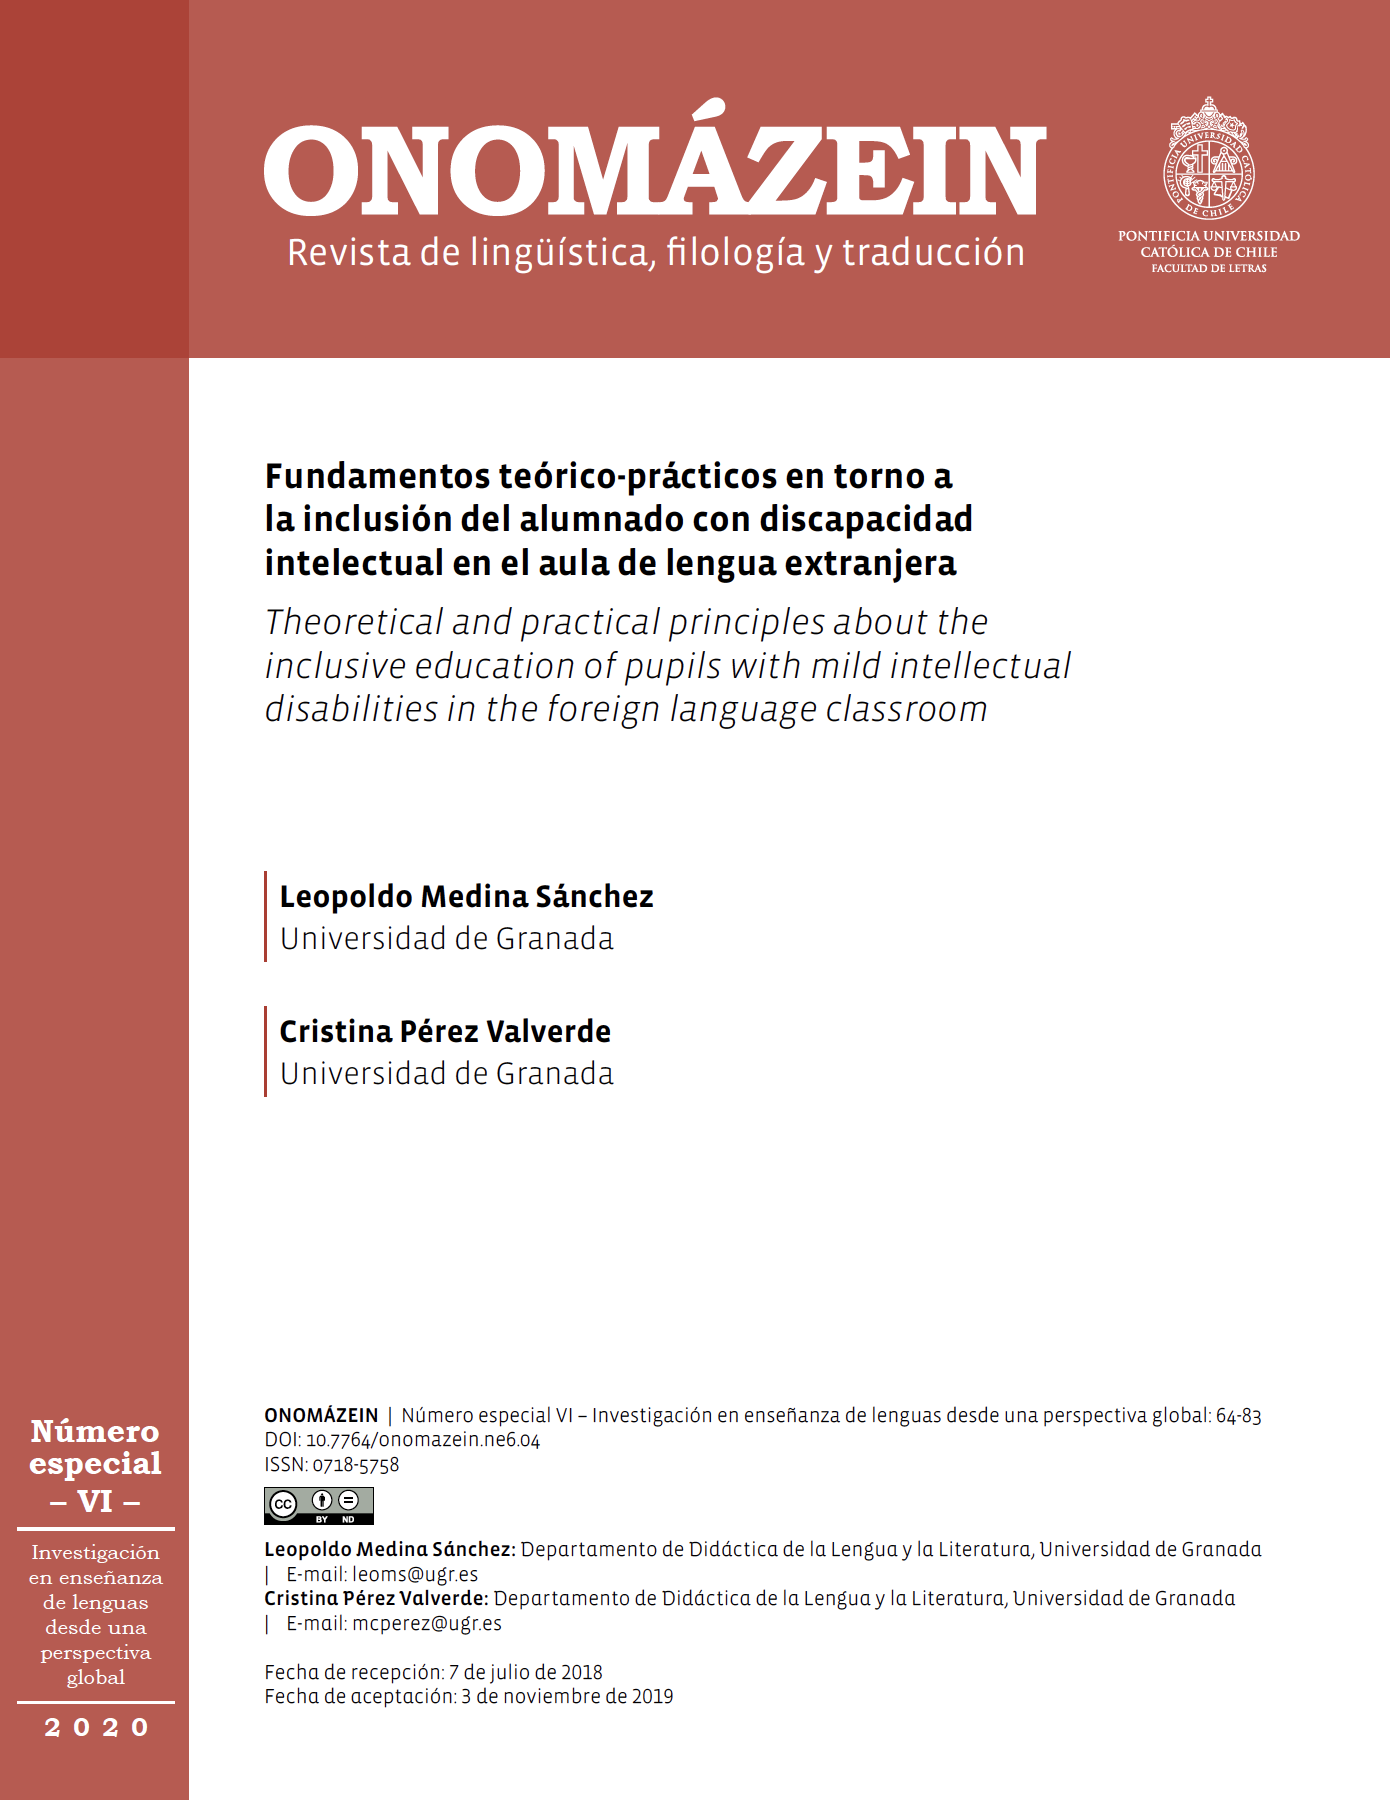 ONOMÁZEIN
Revista de lingüística, filología y traducción
PONTIFICIA UNIVERSIDAD CATÓLICA DE CHILE
PONTIFICIA UNIVERSIDAD
CATÓLICA DE CHILE
FACULTAD DE LETRAS
Fundamentos teórico-prácticos en torno a
la inclusión del alumnado con discapacidad
intelectual en el aula de lengua extranjera
Theoretical and practical principles about the
inclusive education of pupils with mild intellectual
disabilities in the foreign language classroom
Leopoldo Medina Sánchez
Universidad de Granada
Cristina Pérez Valverde
Universidad de Granada
ONOMÁZEIN | Número especial VI – Investigación en enseñanza de lenguas desde una perspectiva global: 64-83
DOI: 10.7764/onomazein.ne6.04
ISSN: 0718-5758
CC BY ND
Leopoldo Medina Sánchez: Departamento de Didáctica de la Lengua y la Literatura, Universidad de Granada
| E-mail: leoms@ugr.es
Cristina Pérez Valverde: Departamento de Didáctica de la Lengua y la Literatura, Universidad de Granada
| E-mail: mcperez@ugr.es
Fecha de recepción: 7 de julio de 2018
Fecha de aceptación: 3 de noviembre de 2019
Número
especial
– VI –
Investigación
en enseñanza
de lenguas
desde una
perspectiva
global
2020